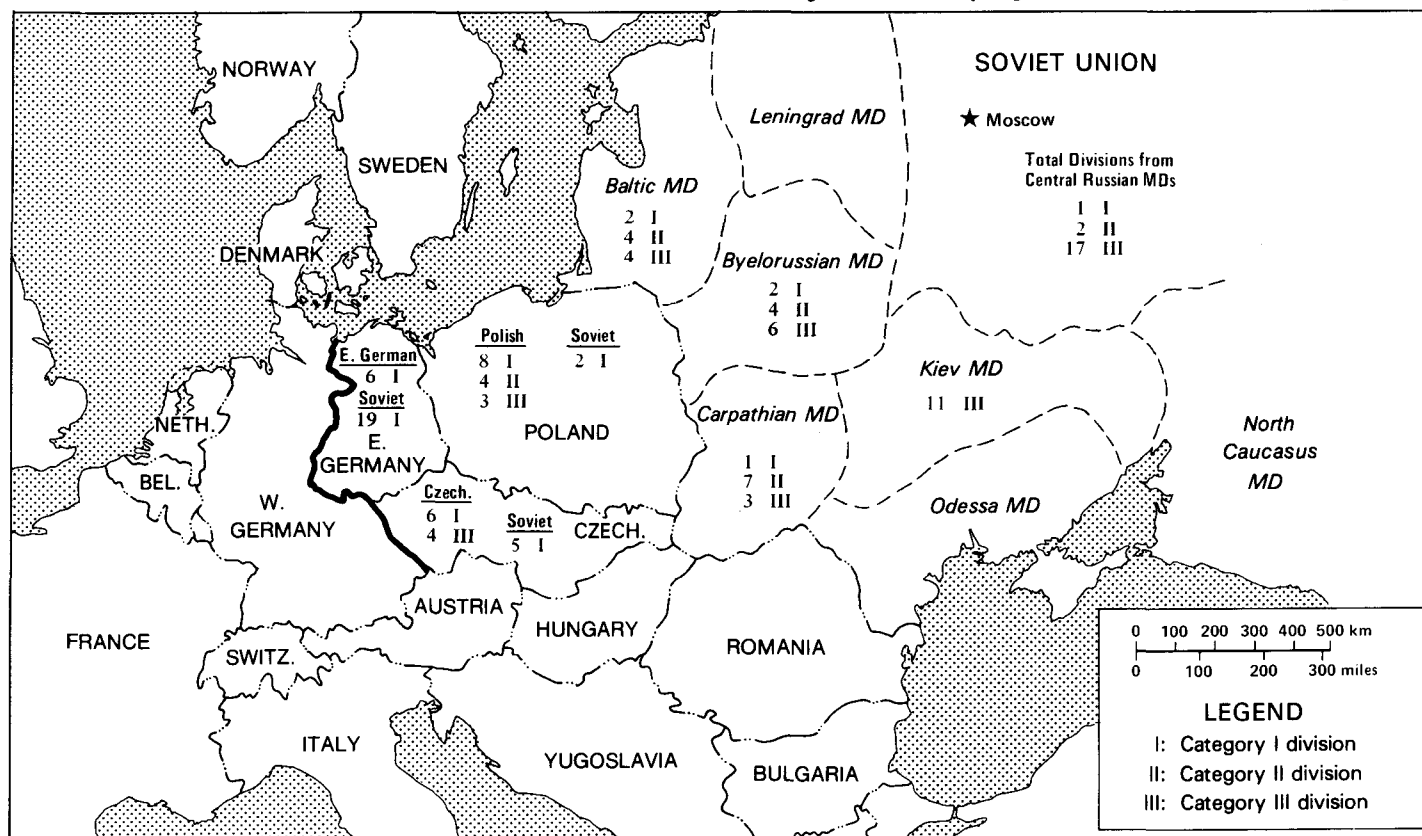 NORWAY
SWEDEN
DENMARK
NETH.
BEL.
W.
GERMANY
FRANCE
SWITZ.
ITALY
AUSTRIA
HUNGARY
YUGOSLAVIA
ROMANIA
BULGARIA
E. German
6 I
Soviet
19 I
E.
GERMANY
Polish
8 I
4 II
3 III
Soviet
2 I
POLAND
Czech.
6 I
4 III
Soviet
5 I
CZECH.
Baltic MD
2 I
4 II
4 III
Leningrad MD
Byelorussian MD
2 I
4 II
6 III
Carpathian MD
1 I
7 II
3 III
Kiev MD
11 III
Odessa MD
North
Caucasus
MD
SOVIET UNION
★ Moscow
Total Divisions from
Central Russian MDs
1 I
2 II
17 III
0 100 200 300 400 500 km
0 100 200 300 miles
LEGEND
I: Category I division
II: Category II division
III: Category III division